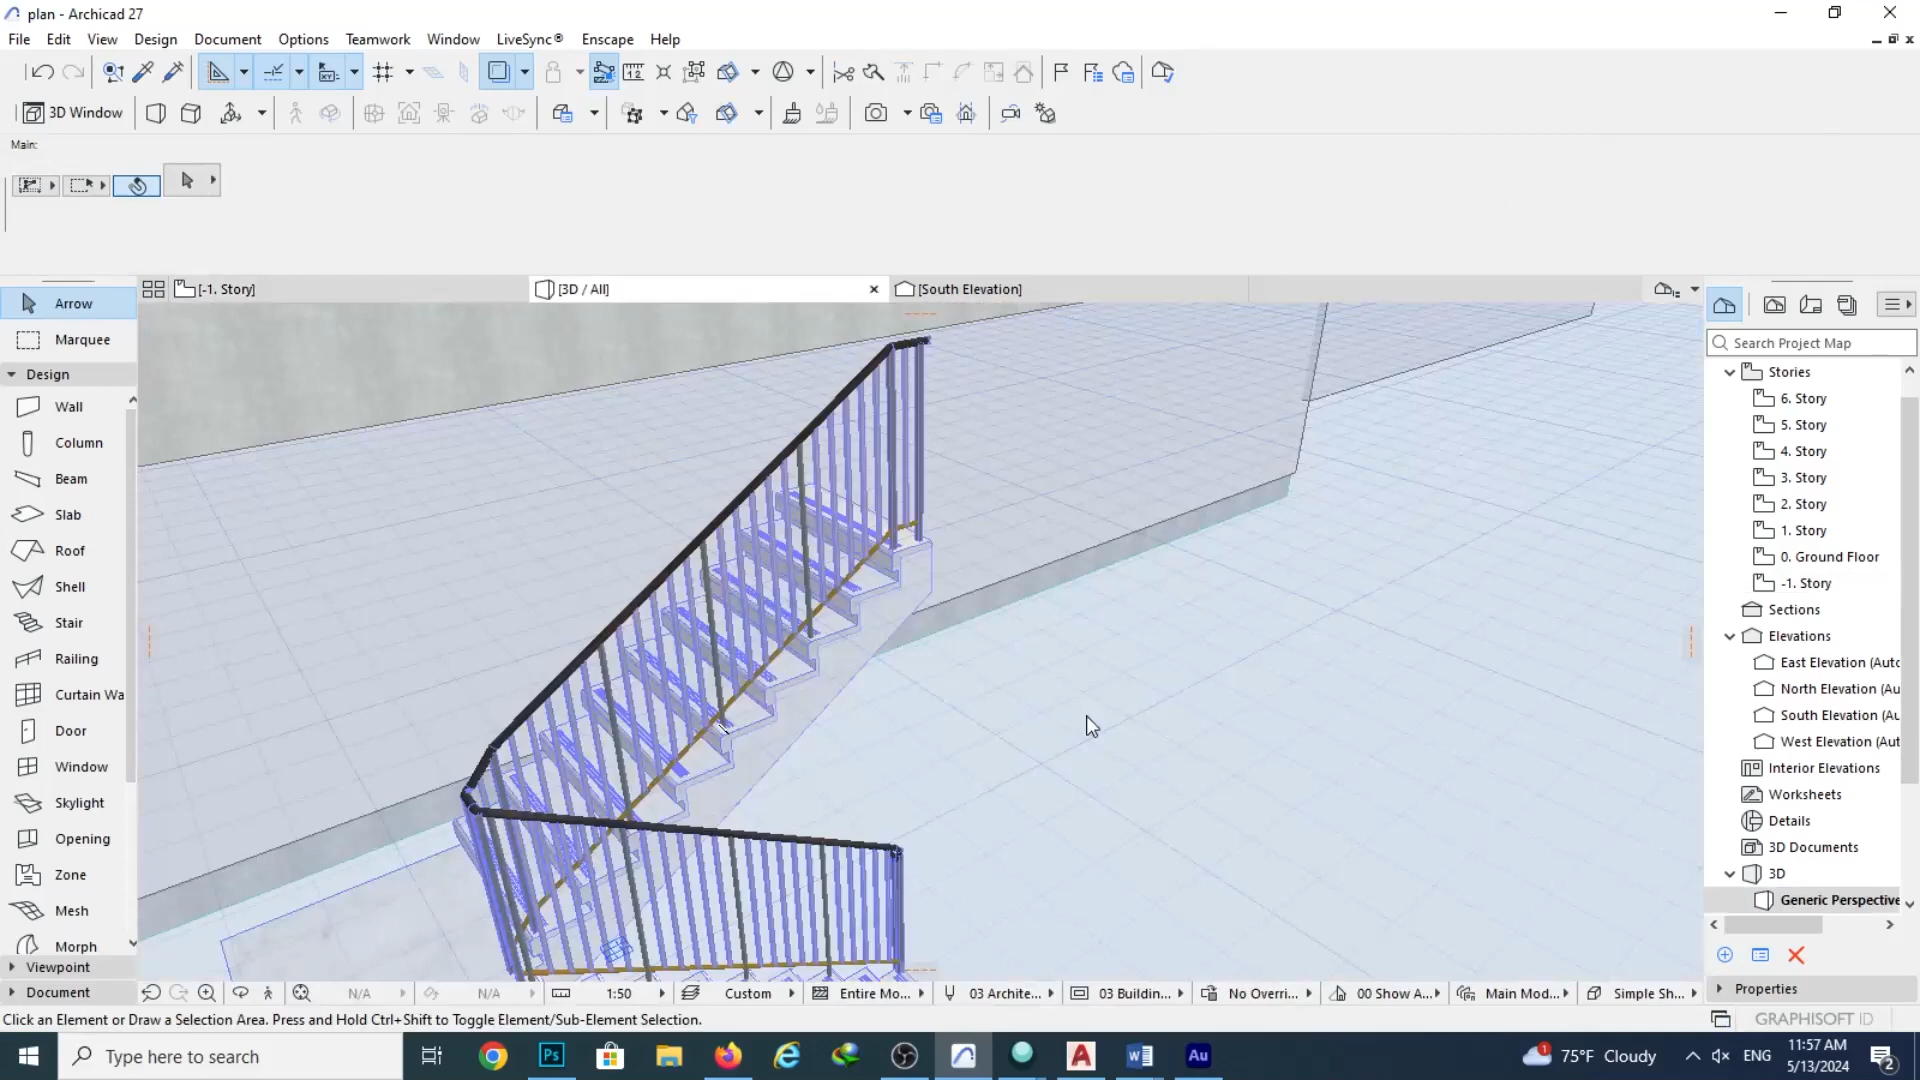 plan - Archicad 27
File Edit View Design Document Options Teamwork Window LiveSync® Enscape Help
3D Window
Main:
[-1. Story] [3D / All] [South Elevation]
Arrow
Marquee
Design
Wall
Column
Beam
Slab
Roof
Shell
Stair
Railing
Curtain Wa
Door
Window
Skylight
Opening
Zone
Mesh
Morph
Viewpoint
Document
Search Project Map
Stories
6. Story
5. Story
4. Story
3. Story
2. Story
1. Story
0. Ground Floor
-1. Story
Sections
Elevations
East Elevation (Auto
North Elevation (Au
South Elevation (Au
West Elevation (Aut
Interior Elevations
Worksheets
Details
3D Documents
3D
Generic Perspective
Properties
N/A N/A 1:50 Custom Entire Mo... 03 Archite... 03 Buildin... No Overri... 00 Show A... Main Mod... Simple Sh...
Click an Element or Draw a Selection Area. Press and Hold Ctrl+Shift to Toggle Element/Sub-Element Selection.
GRAPHISOFT ID
Type here to search
75°F Cloudy
ENG
11:57 AM
5/13/2024
2